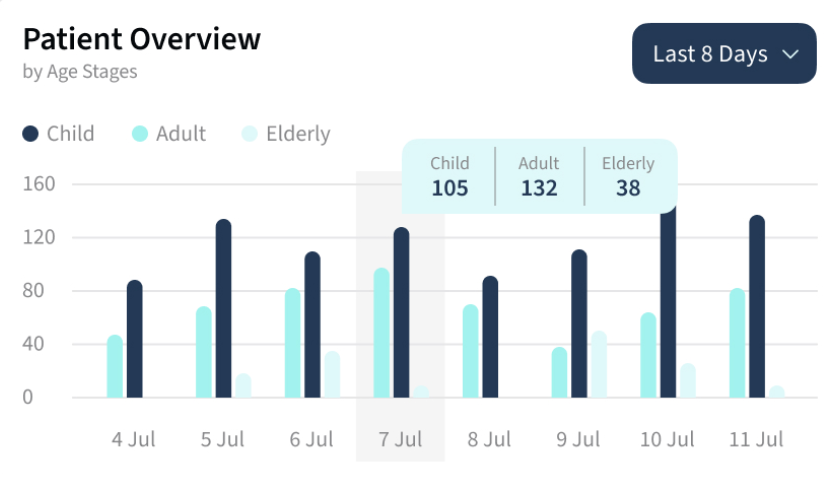 Patient Overview
by Age Stages
Last 8 Days
Child
Adult
Elderly
Child
Adult
Elderly
105
132
38
160
120
80
40
0
4 Jul
5 Jul
6 Jul
7 Jul
8 Jul
9 Jul
10 Jul
11 Jul